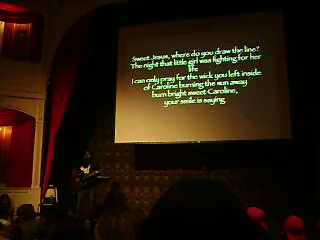 Sweet Jesus, where do you draw the line?
The night that little girl was fighting for her
life
I can only pray for the wick you left inside
of Caroline burning the sun away
burn bright sweet Caroline,
your smile is saying